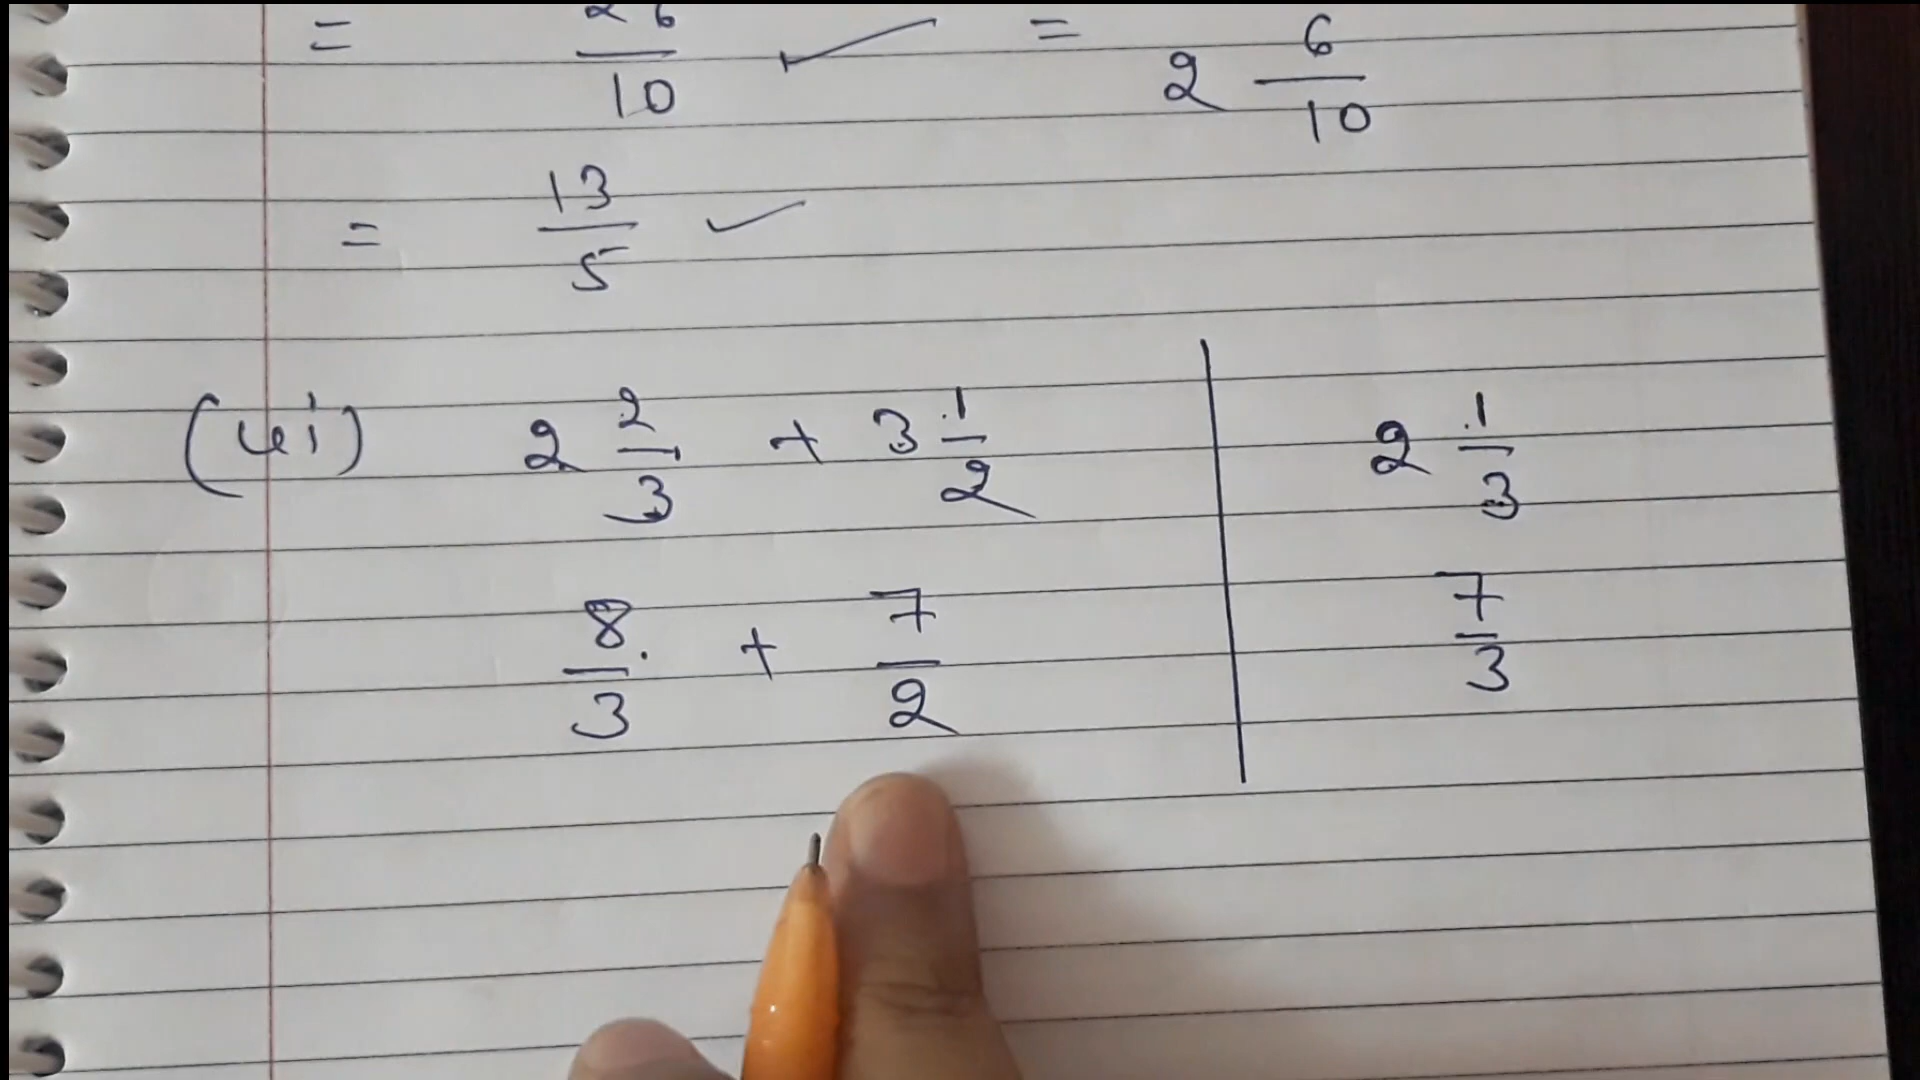 = 26/10 = 2 6/10
= 13/5
(vi) 2 2/3 + 3 1/2 2 1/3
8/3 + 7/2 7/3